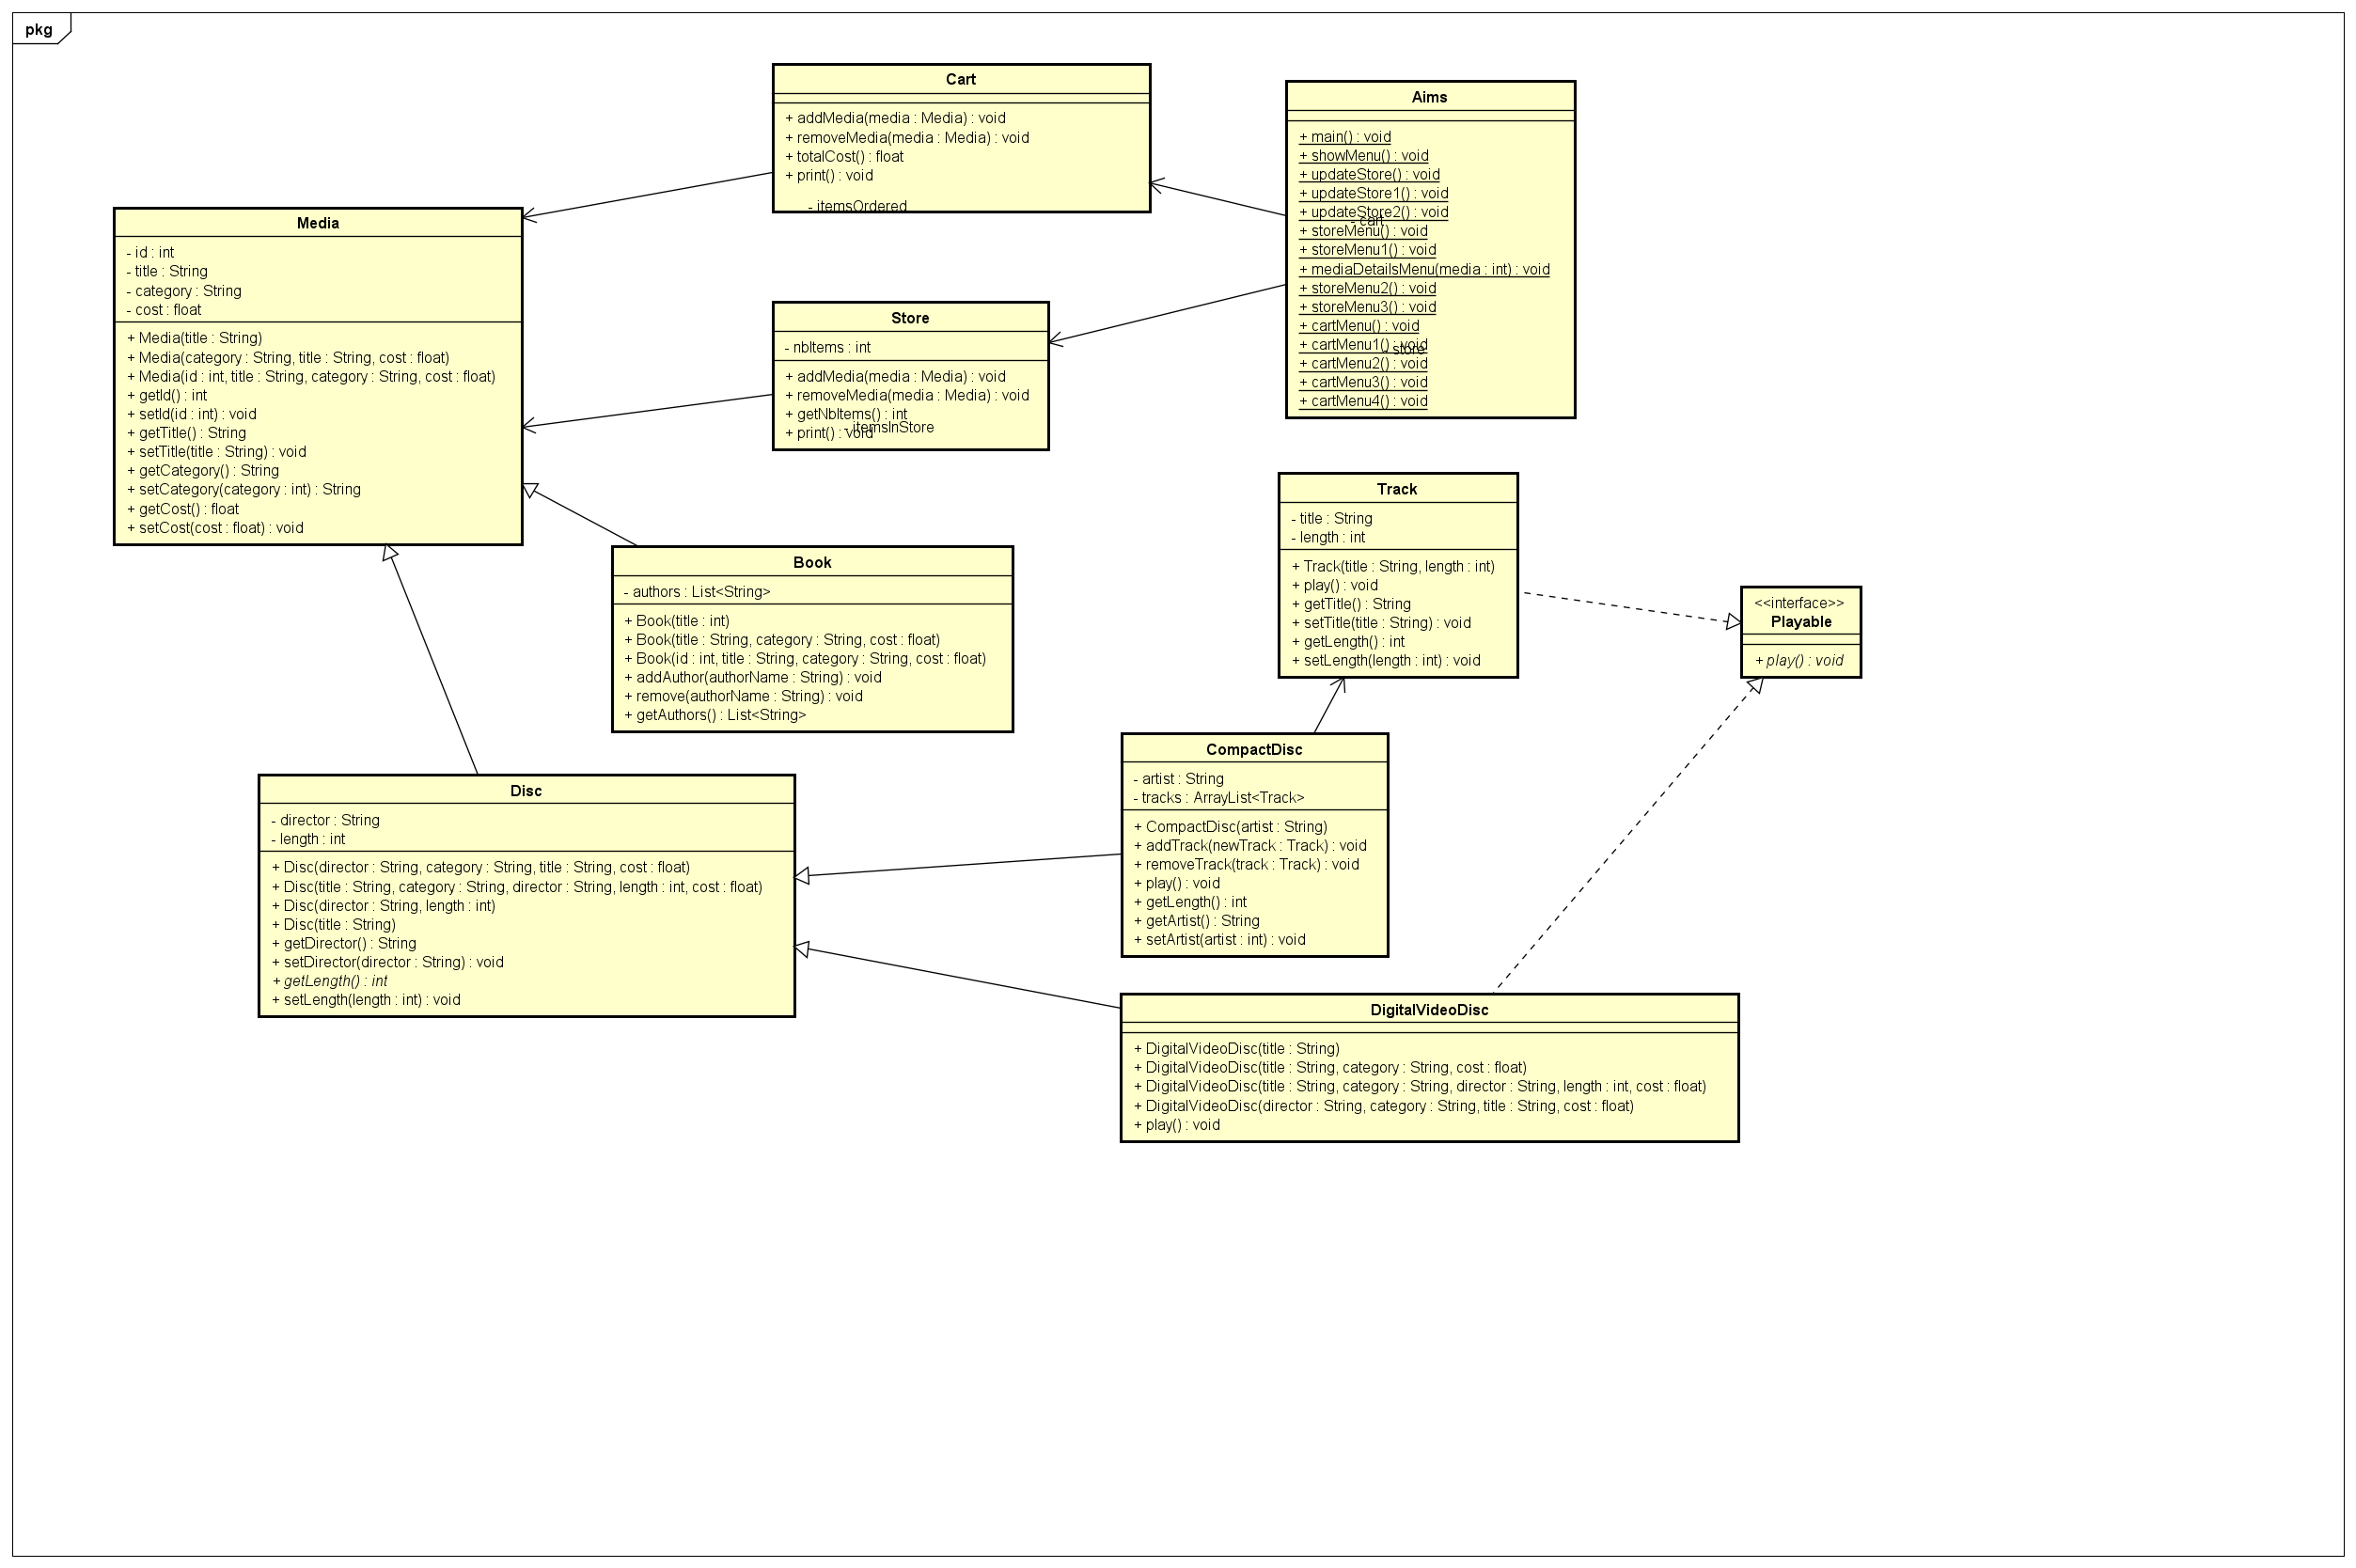 pkg
Cart
+ addMedia(media : Media) : void
+ removeMedia(media : Media) : void
+ totalCost() : float
+ print() : void
- itemsOrdered
Aims
+ main() : void
+ showMenu() : void
+ updateStore() : void
+ updateStore1() : void
+ updateStore2() : void
- cart
+ storeMenu() : void
+ storeMenu1() : void
+ mediaDetailsMenu(media : int) : void
+ storeMenu2() : void
+ storeMenu3() : void
+ cartMenu() : void
+ cartMenu1() : void
- store
+ cartMenu2() : void
+ cartMenu3() : void
+ cartMenu4() : void
Media
- id : int
- title : String
- category : String
- cost : float
+ Media(title : String)
+ Media(category : String, title : String, cost : float)
+ Media(id : int, title : String, category : String, cost : float)
+ getId() : int
+ setId(id : int) : void
+ getTitle() : String
+ setTitle(title : String) : void
+ getCategory() : String
+ setCategory(category : int) : String
+ getCost() : float
+ setCost(cost : float) : void
Store
- nbItems : int
+ addMedia(media : Media) : void
+ removeMedia(media : Media) : void
+ getNbItems() : int
- itemsInStore
+ print() : void
Track
- title : String
- length : int
+ Track(title : String, length : int)
+ play() : void
+ getTitle() : String
+ setTitle(title : String) : void
+ getLength() : int
+ setLength(length : int) : void
<<interface>>
Playable
+ play() : void
Book
- authors : List<String>
+ Book(title : int)
+ Book(title : String, category : String, cost : float)
+ Book(id : int, title : String, category : String, cost : float)
+ addAuthor(authorName : String) : void
+ remove(authorName : String) : void
+ getAuthors() : List<String>
CompactDisc
- artist : String
- tracks : ArrayList<Track>
+ CompactDisc(artist : String)
+ addTrack(newTrack : Track) : void
+ removeTrack(track : Track) : void
+ play() : void
+ getLength() : int
+ getArtist() : String
+ setArtist(artist : int) : void
Disc
- director : String
- length : int
+ Disc(director : String, category : String, title : String, cost : float)
+ Disc(title : String, category : String, director : String, length : int, cost : float)
+ Disc(director : String, length : int)
+ Disc(title : String)
+ getDirector() : String
+ setDirector(director : String) : void
+ getLength() : int
+ setLength(length : int) : void
DigitalVideoDisc
+ DigitalVideoDisc(title : String)
+ DigitalVideoDisc(title : String, category : String, cost : float)
+ DigitalVideoDisc(title : String, category : String, director : String, length : int, cost : float)
+ DigitalVideoDisc(director : String, category : String, title : String, cost : float)
+ play() : void